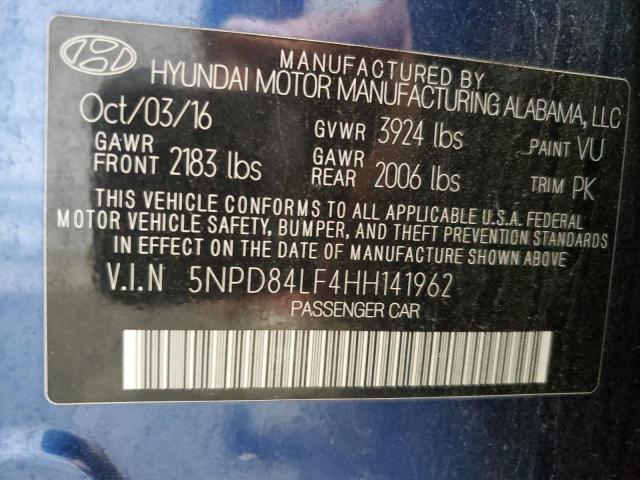 MANUFACTURED BY
HYUNDAI MOTOR MANUFACTURING ALABAMA, LLC
Oct/03/16 GVWR 3924 lbs PAINT VU
GAWR FRONT 2183 lbs GAWR REAR 2006 lbs TRIM PK
THIS VEHICLE CONFORMS TO ALL APPLICABLE U.S.A. FEDERAL
MOTOR VEHICLE SAFETY, BUMPER, AND THEFT PREVENTION STANDARDS
IN EFFECT ON THE DATE OF MANUFACTURE SHOWN ABOVE.
V.I.N 5NPD84LF4HH141962
PASSENGER CAR